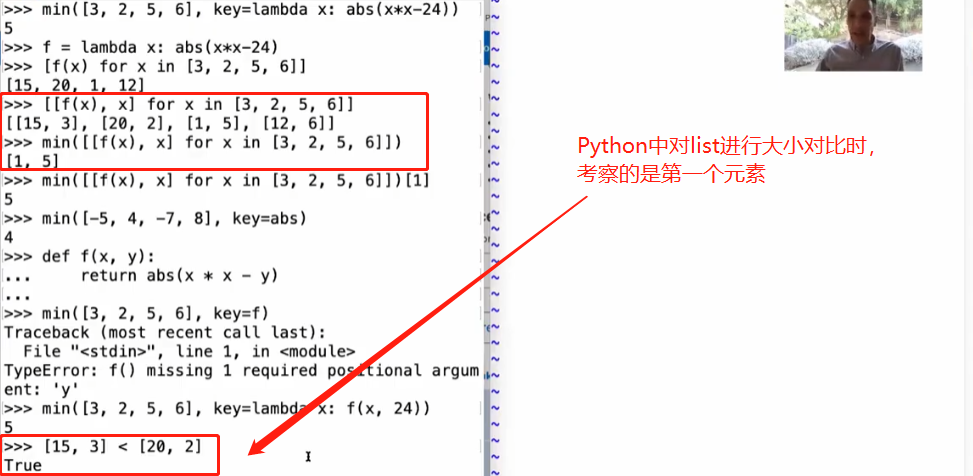 >>> min([3, 2, 5, 6], key=lambda x: abs(x*x-24))
5
>>> f = lambda x: abs(x*x-24)
>>> [f(x) for x in [3, 2, 5, 6]]
[15, 20, 1, 12]
>>> [[f(x), x] for x in [3, 2, 5, 6]]
[[15, 3], [20, 2], [1, 5], [12, 6]]
>>> min([[f(x), x] for x in [3, 2, 5, 6]])
[1, 5]
>>> min([[f(x), x] for x in [3, 2, 5, 6]])[1]
5
>>> min([-5, 4, -7, 8], key=abs)
4
>>> def f(x, y):
...     return abs(x * x - y)
...
>>> min([3, 2, 5, 6], key=f)
Traceback (most recent call last):
  File "<stdin>", line 1, in <module>
TypeError: f() missing 1 required positional argum
ent: 'y'
>>> min([3, 2, 5, 6], key=lambda x: f(x, 24))
5
>>> [15, 3] < [20, 2]
True
Python中对list进行大小对比时，
考察的是第一个元素